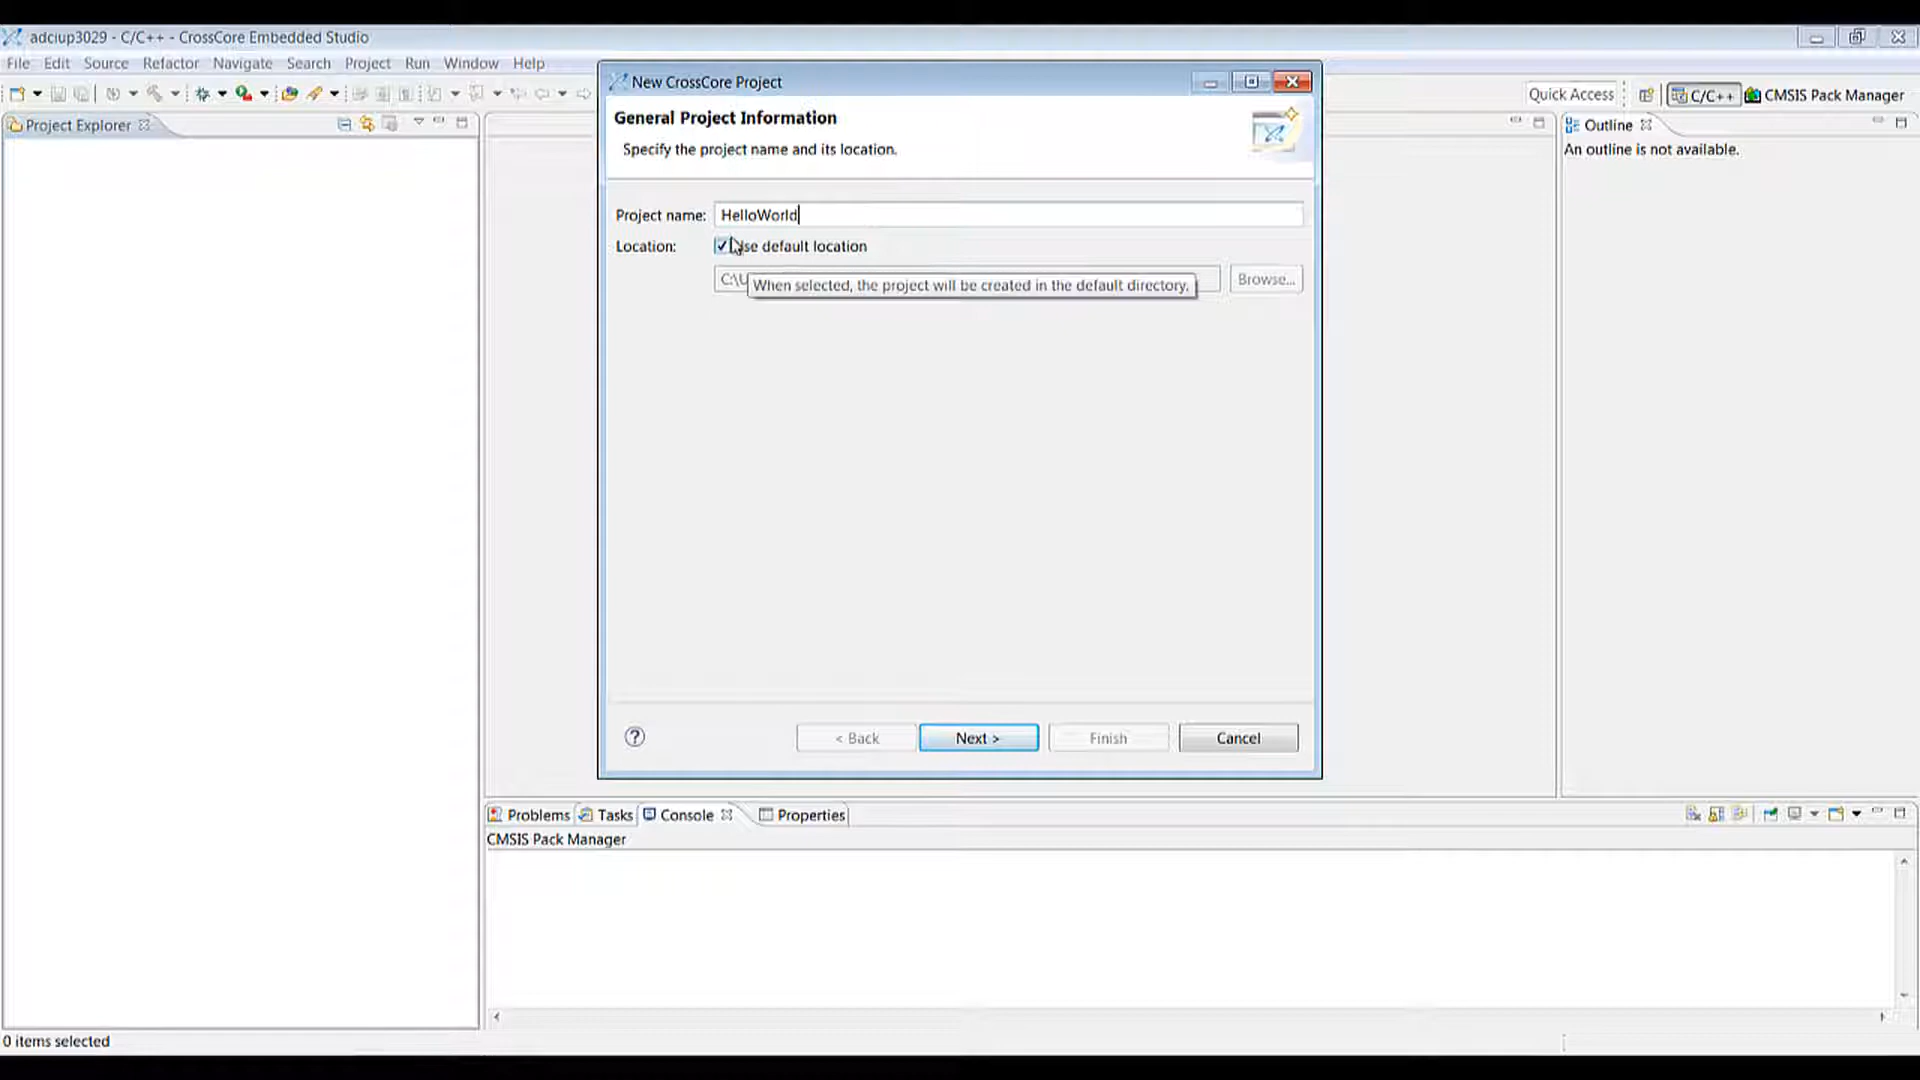 adciup3029 - C/C++ - CrossCore Embedded Studio
File Edit Source Refactor Navigate Search Project Run Window Help
New CrossCore Project
General Project Information
Specify the project name and its location.
Quick Access
C/C++
CMSIS Pack Manager
Project Explorer
Outline
An outline is not available.
Project name: HelloWorld
Location: Use default location
C:\U
When selected, the project will be created in the default directory.
Browse...
?
< Back
Next >
Finish
Cancel
Problems Tasks Console Properties
CMSIS Pack Manager
0 items selected